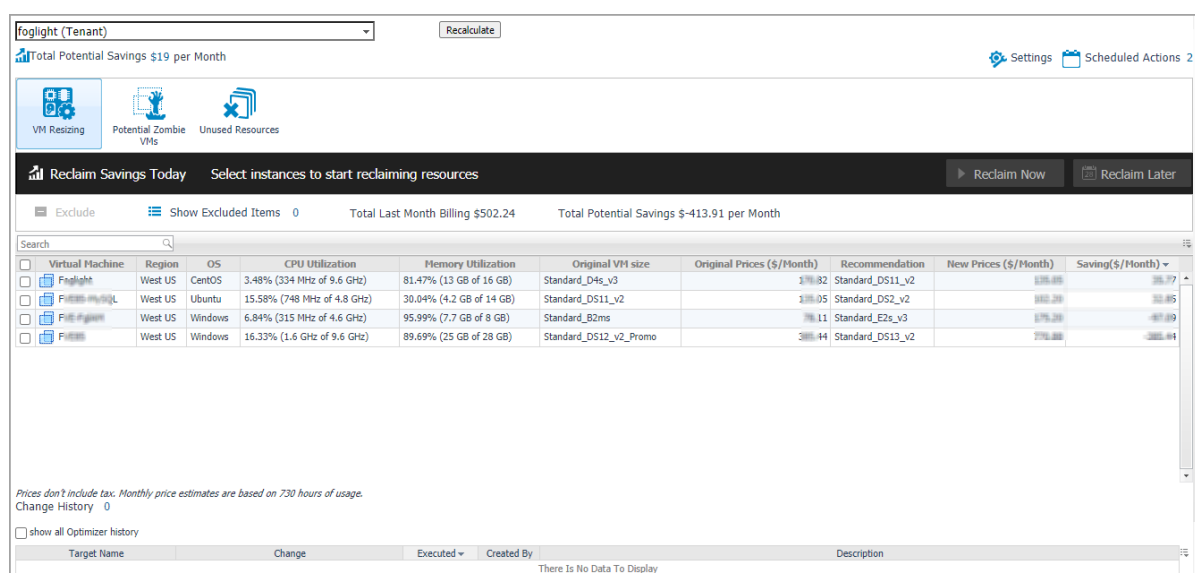 foglight (Tenant) Recalculate
Total Potential Savings $19 per Month Settings Scheduled Actions 2
VM Resizing Potential Zombie VMs Unused Resources
Reclaim Savings Today Select instances to start reclaiming resources Reclaim Now Reclaim Later
Exclude Show Excluded Items 0 Total Last Month Billing $502.24 Total Potential Savings $-413.91 per Month
Search
Virtual Machine Region OS CPU Utilization Memory Utilization Original VM size Original Prices ($/Month) Recommendation New Prices ($/Month) Saving($/Month)
West US CentOS 3.48% (334 MHz of 9.6 GHz) 81.47% (13 GB of 16 GB) Standard_D4s_v3 Standard_DS11_v2
West US Ubuntu 15.58% (748 MHz of 4.8 GHz) 30.04% (4.2 GB of 14 GB) Standard_DS11_v2 Standard_DS2_v2
West US Windows 6.84% (315 MHz of 4.6 GHz) 95.99% (7.7 GB of 8 GB) Standard_B2ms Standard_E2s_v3
West US Windows 16.33% (1.6 GHz of 9.6 GHz) 89.69% (25 GB of 28 GB) Standard_DS12_v2_Promo Standard_DS13_v2
Prices don't include tax. Monthly price estimates are based on 730 hours of usage.
Change History 0
show all Optimizer history
Target Name Change Executed Created By Description
There Is No Data To Display